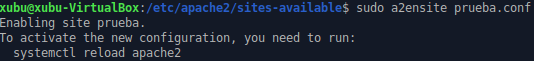 xubu@xubu-VirtualBox:/etc/apache2/sites-available$ sudo a2ensite prueba.conf
Enabling site prueba.
To activate the new configuration, you need to run:
  systemctl reload apache2